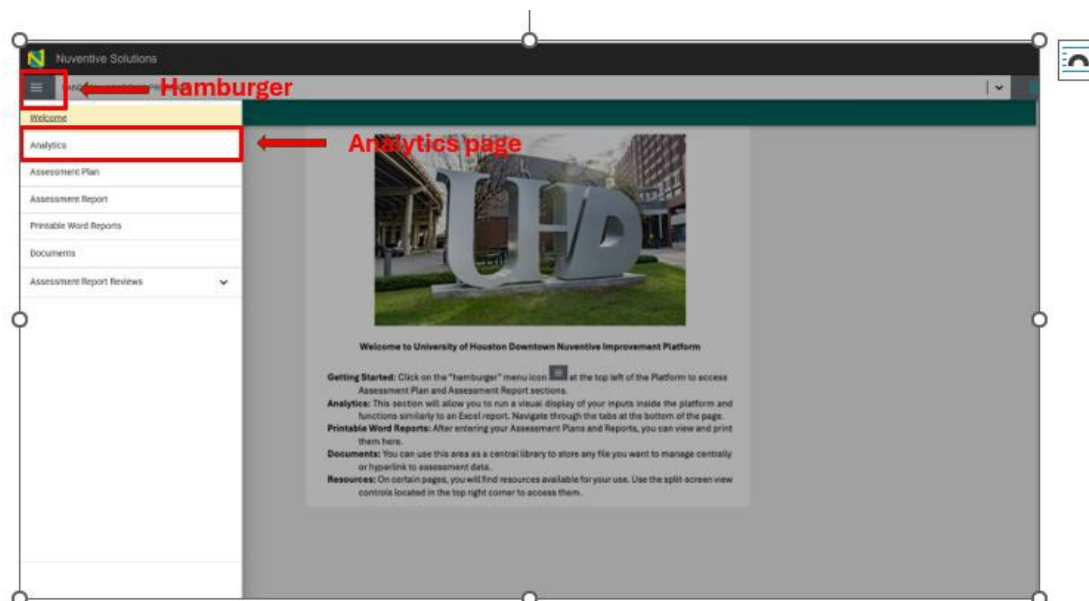 Nuventive Solutions
Hamburger
Welcome
Analytics
Analytics page
Assessment Plan
Assessment Report
Printable Word Reports
Documents
Assessment Report Reviews
UHD
Welcome to University of Houston Downtown Nuventive Improvement Platform
Getting Started: Click on the "hamburger" menu icon at the top left of the Platform to access
Assessment Plan and Assessment Report sections.
Analytics: This section will allow you to run a visual display of your inputs inside the platform and
functions similarly to an Excel report. Navigate through the tabs at the bottom of the page.
Printable Word Reports: After entering your Assessment Plans and Reports, you can view and print
them here.
Documents: You can use this area as a central library to store any file you want to manage centrally
or hyperlink to assessment data.
Resources: On certain pages, you will find resources available for your use. Use the split-screen view
controls located in the top right corner to access them.